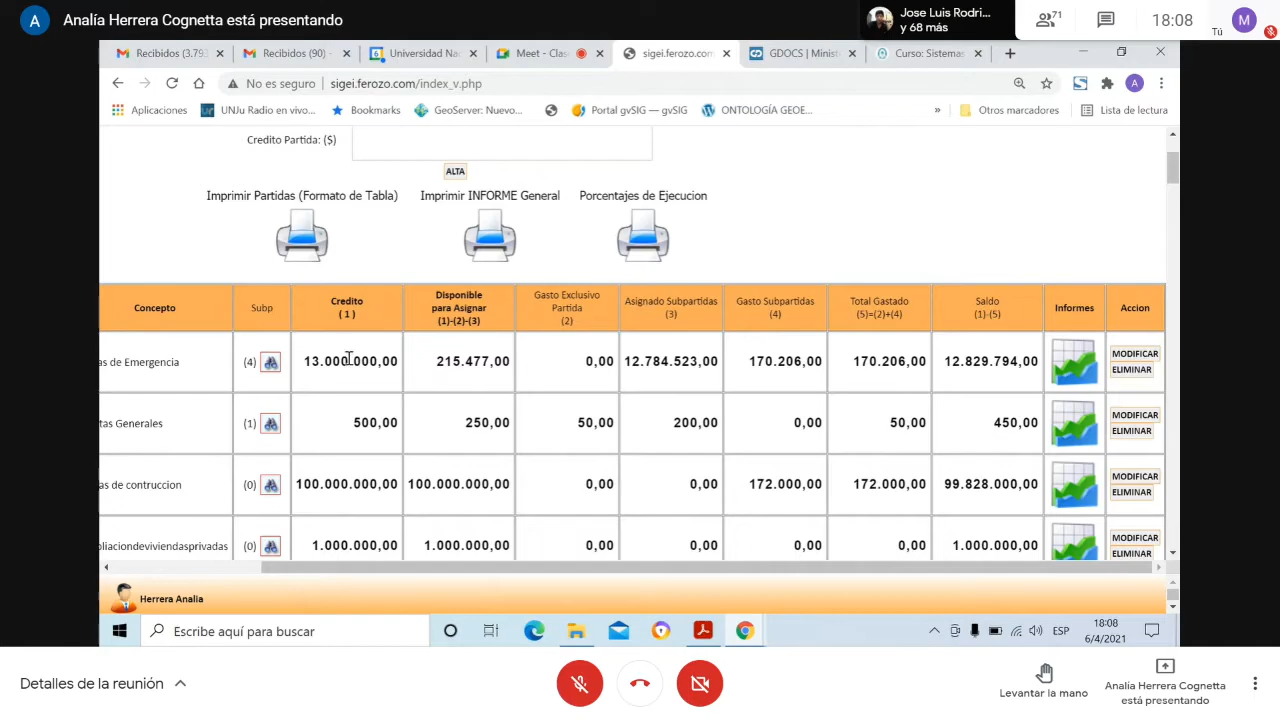 A Analía Herrera Cognetta está presentando
Jose Luis Rodri...
y 68 más
71
18:08
Tú
M
Recibidos (3.793
Recibidos (90) -
Universidad Na
Meet - Clas
sigei.ferozo.com
GDOCS | Minist
Curso: Sistemas
No es seguro | sigei.ferozo.com/index_v.php
A
Aplicaciones
UNJu Radio en vivo...
Bookmarks
GeoServer: Nuevo...
Portal gvSIG — gvSIG
ONTOLOGÍA GEOE...
»
Otros marcadores
Lista de lectura
Credito Partida: ($)
ALTA
Imprimir Partidas (Formato de Tabla)
Imprimir INFORME General
Porcentajes de Ejecucion
Concepto
Subp
Credito
( 1 )
Disponible
para Asignar
(1)-(2)-(3)
Gasto Exclusivo
Partida
(2)
Asignado Subpartidas
(3)
Gasto Subpartidas
(4)
Total Gastado
(5)=(2)+(4)
Saldo
(1)-(5)
Informes
Accion
as de Emergencia (4) 13.000.000,00 215.477,00 0,00 12.784.523,00 170.206,00 170.206,00 12.829.794,00 MODIFICAR
ELIMINAR
tas Generales (1) 500,00 250,00 50,00 200,00 0,00 50,00 450,00 MODIFICAR
ELIMINAR
as de contruccion (0) 100.000.000,00 100.000.000,00 0,00 0,00 172.000,00 172.000,00 99.828.000,00 MODIFICAR
ELIMINAR
pliaciondeviviendasprivadas (0) 1.000.000,00 1.000.000,00 0,00 0,00 0,00 0,00 1.000.000,00 MODIFICAR
ELIMINAR
Herrera Analia
Escribe aquí para buscar
ESP
18:08
6/4/2021
Detalles de la reunión
Levantar la mano
Analía Herrera Cognetta
está presentando